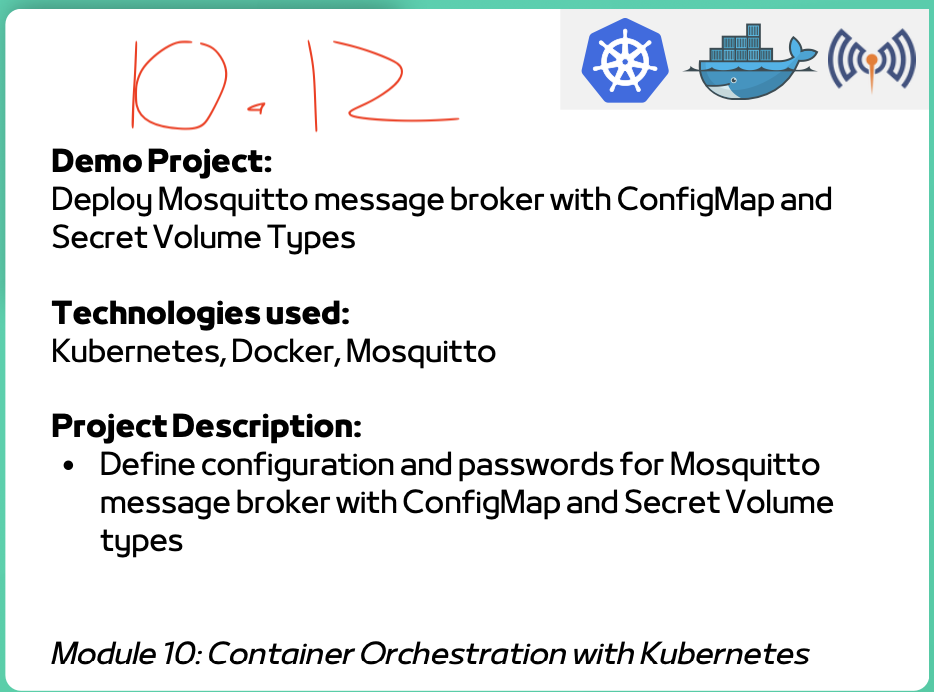 10.12
Demo Project:
Deploy Mosquitto message broker with ConfigMap and
Secret Volume Types
Technologies used:
Kubernetes, Docker, Mosquitto
Project Description:
• Define configuration and passwords for Mosquitto
message broker with ConfigMap and Secret Volume
types
Module 10: Container Orchestration with Kubernetes